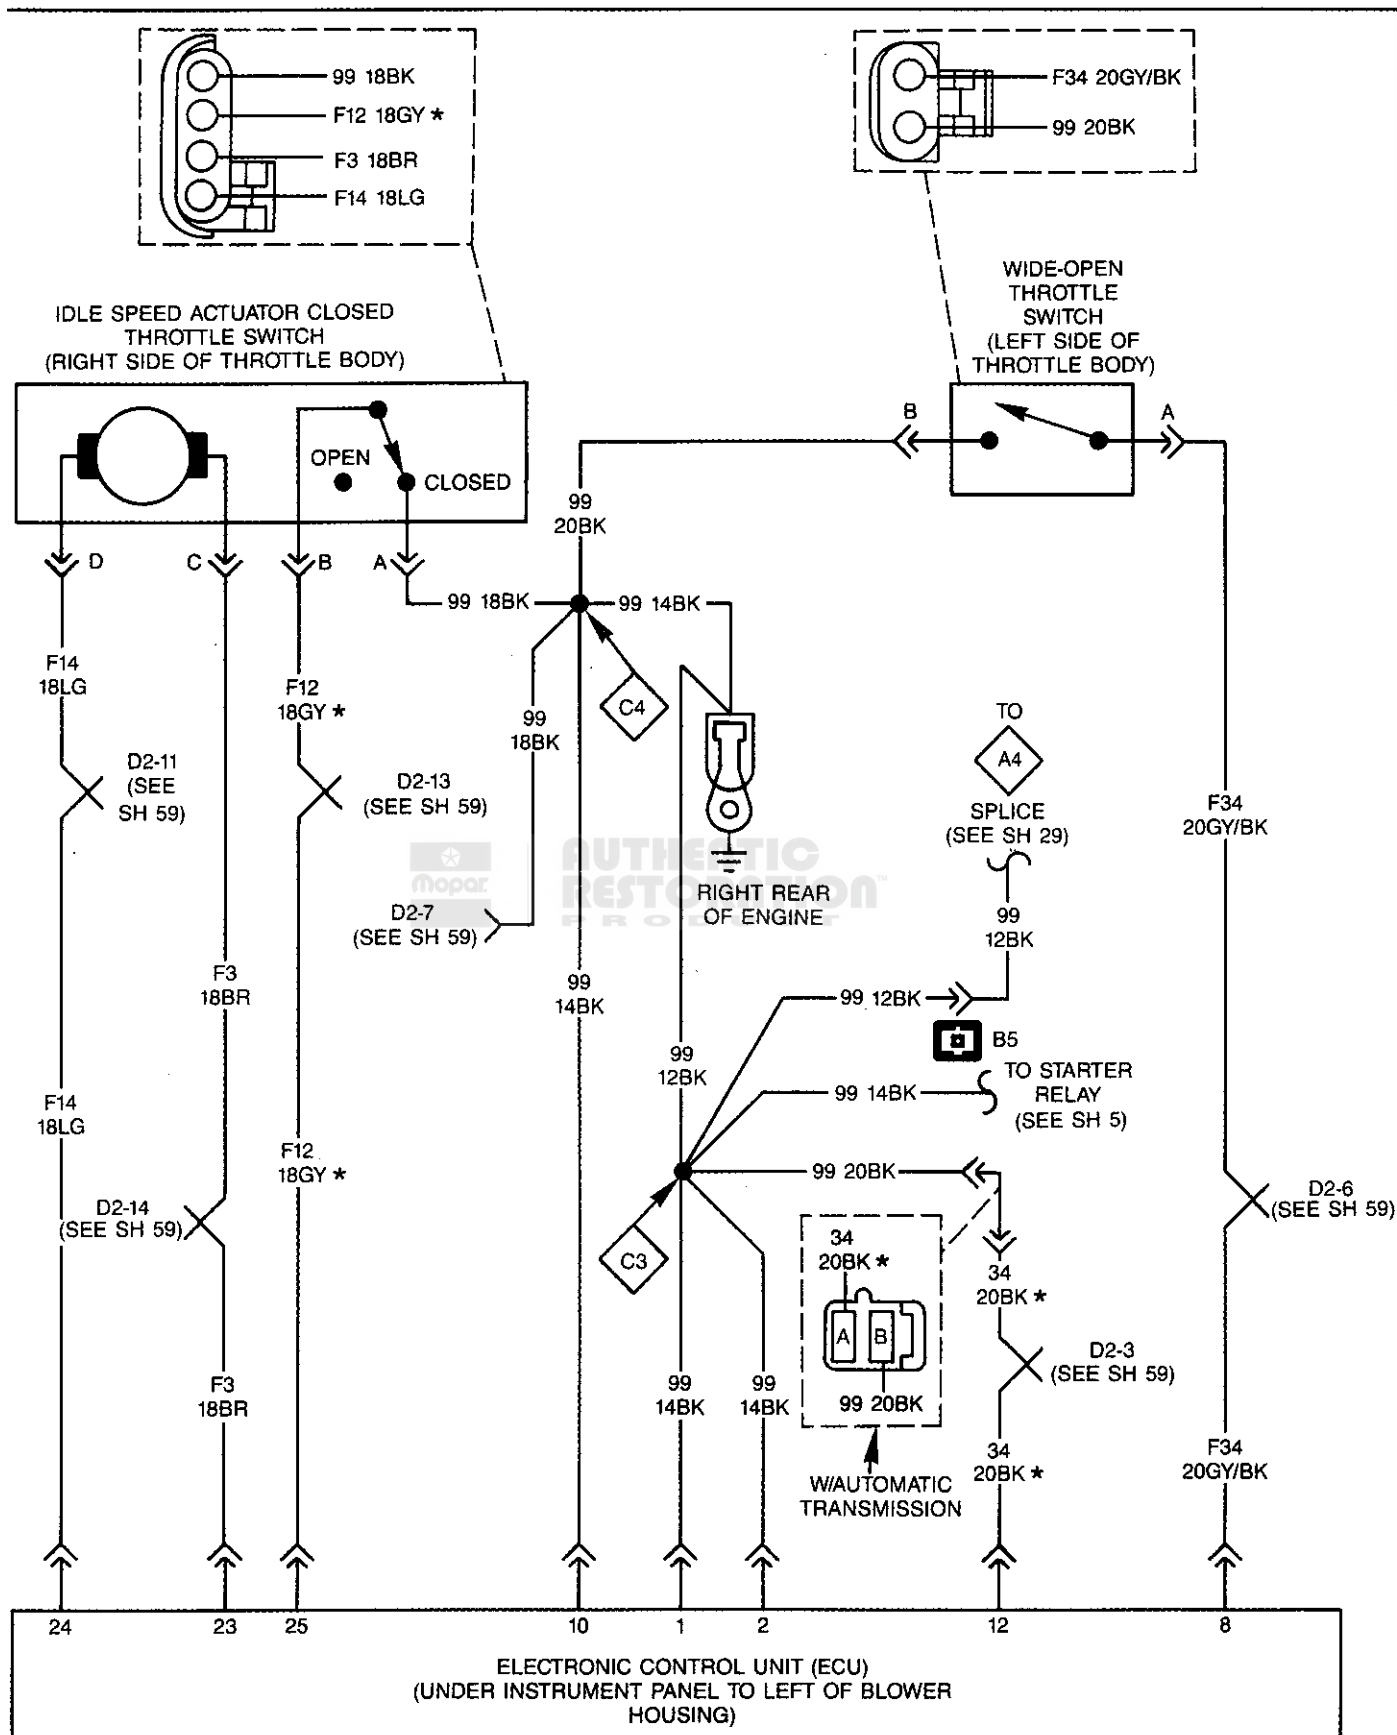 99 18BK
F12 18GY *
F3 18BR
F14 18LG
F34 20GY/BK
99 20BK
IDLE SPEED ACTUATOR CLOSED
THROTTLE SWITCH
(RIGHT SIDE OF THROTTLE BODY)
WIDE-OPEN
THROTTLE
SWITCH
(LEFT SIDE OF
THROTTLE BODY)
OPEN
CLOSED
B
A
99
20BK
D
C
B
A
99 18BK
99 14BK
F14
18LG
F12
18GY *
C4
99
18BK
TO
A4
SPLICE
(SEE SH 29)
D2-11
(SEE
SH 59)
D2-13
(SEE SH 59)
F34
20GY/BK
Mopar
AUTHENTIC
RESTORATION™
PRODUCT
RIGHT REAR
OF ENGINE
D2-7
(SEE SH 59)
99
12BK
F3
18BR
99
14BK
99 12BK
B5
99
12BK
TO STARTER
RELAY
(SEE SH 5)
99 14BK
F14
18LG
F12
18GY *
99 20BK
D2-14
(SEE SH 59)
D2-6
(SEE SH 59)
C3
34
20BK *
34
20BK *
A
B
D2-3
(SEE SH 59)
F3
18BR
99
14BK
99
14BK
99 20BK
34
20BK *
F34
20GY/BK
W/AUTOMATIC
TRANSMISSION
24
23
25
10
1
2
12
8
ELECTRONIC CONTROL UNIT (ECU)
(UNDER INSTRUMENT PANEL TO LEFT OF BLOWER
HOUSING)